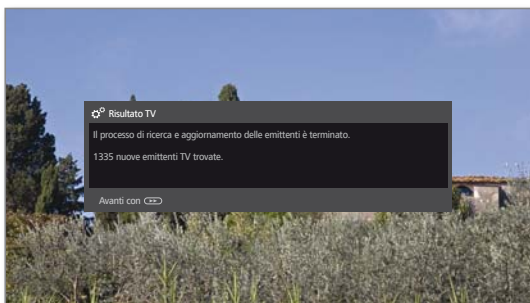 Risultato TV
Il processo di ricerca e aggiornamento delle emittenti è terminato.
1335 nuove emittenti TV trovate.
Avanti con